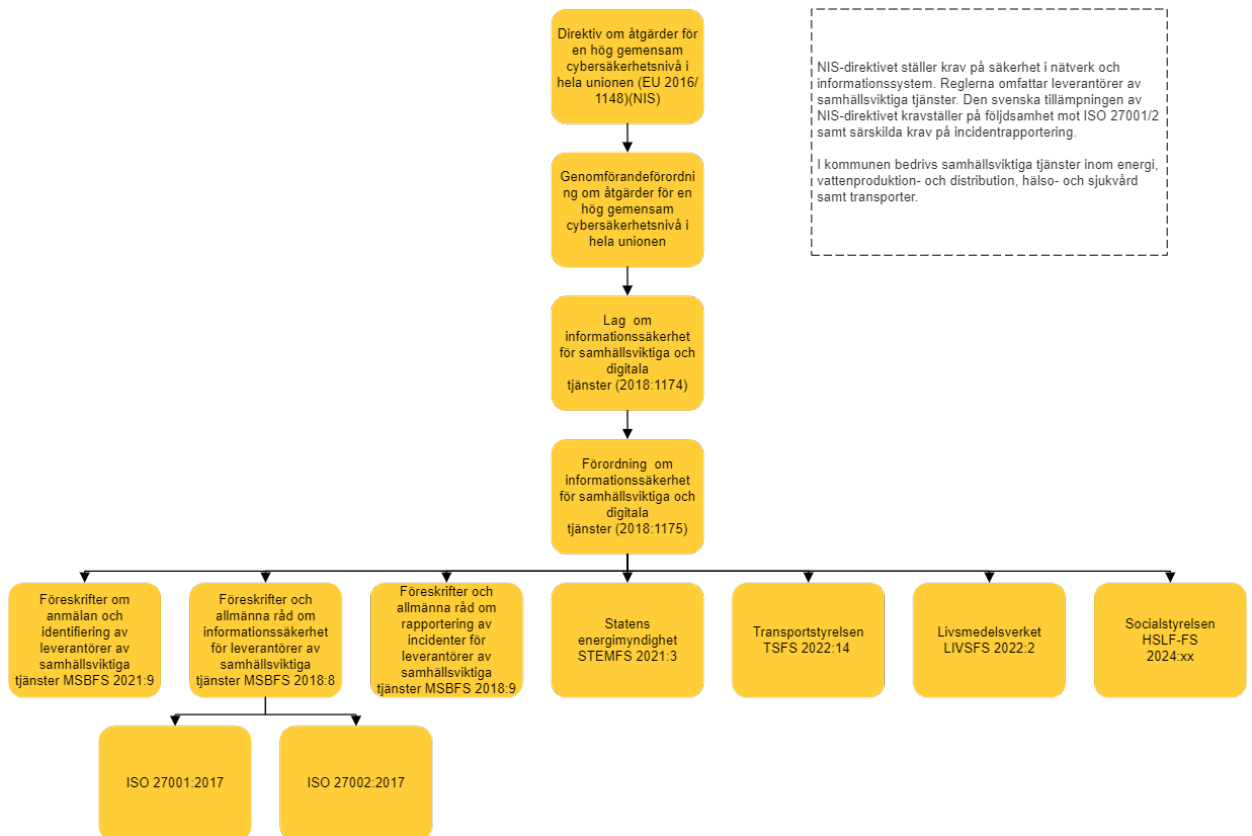 Direktiv om åtgärder för
en hög gemensam
cybersäkerhetsnivå i
hela unionen (EU 2016/
1148)(NIS)
NIS-direktivet ställer krav på säkerhet i nätverk och
informationssystem. Reglerna omfattar leverantörer av
samhällsviktiga tjänster. Den svenska tillämpningen av
NIS-direktivet kravställer på följdsamhet mot ISO 27001/2
samt särskilda krav på incidentrapportering.
I kommunen bedrivs samhällsviktiga tjänster inom energi,
vattenproduktion- och distribution, hälso- och sjukvård
samt transporter.
Genomförandeförordni
ng om åtgärder för en
hög gemensam
cybersäkerhetsnivå i
hela unionen
Lag  om
informationssäkerhet
för samhällsviktiga och
digitala
tjänster (2018:1174)
Förordning  om
informationssäkerhet
för samhällsviktiga och
digitala
tjänster (2018:1175)
Föreskrifter om
anmälan och
identifiering av
leverantörer av
samhällsviktiga
tjänster MSBFS 2021:9
Föreskrifter och
allmänna råd om
informationssäkerhet
för leverantörer av
samhällsviktiga
tjänster MSBFS 2018:8
Föreskrifter och
allmänna råd om
rapportering av
incidenter för
leverantörer av
samhällsviktiga
tjänster MSBFS 2018:9
Statens
energimyndighet
STEMFS 2021:3
Transportstyrelsen
TSFS 2022:14
Livsmedelsverket
LIVSFS 2022:2
Socialstyrelsen
HSLF-FS
2024:xx
ISO 27001:2017
ISO 27002:2017